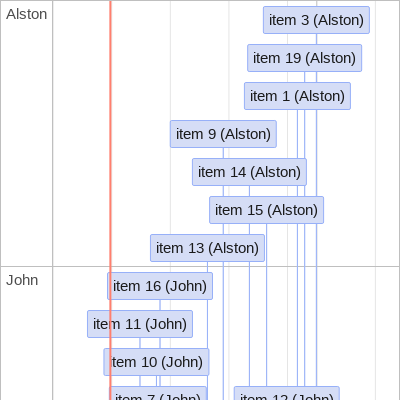 Alston
item 3 (Alston)
item 19 (Alston)
item 1 (Alston)
item 9 (Alston)
item 14 (Alston)
item 15 (Alston)
item 13 (Alston)
John
item 16 (John)
item 11 (John)
item 10 (John)
item 7 (John)
item 12 (John)